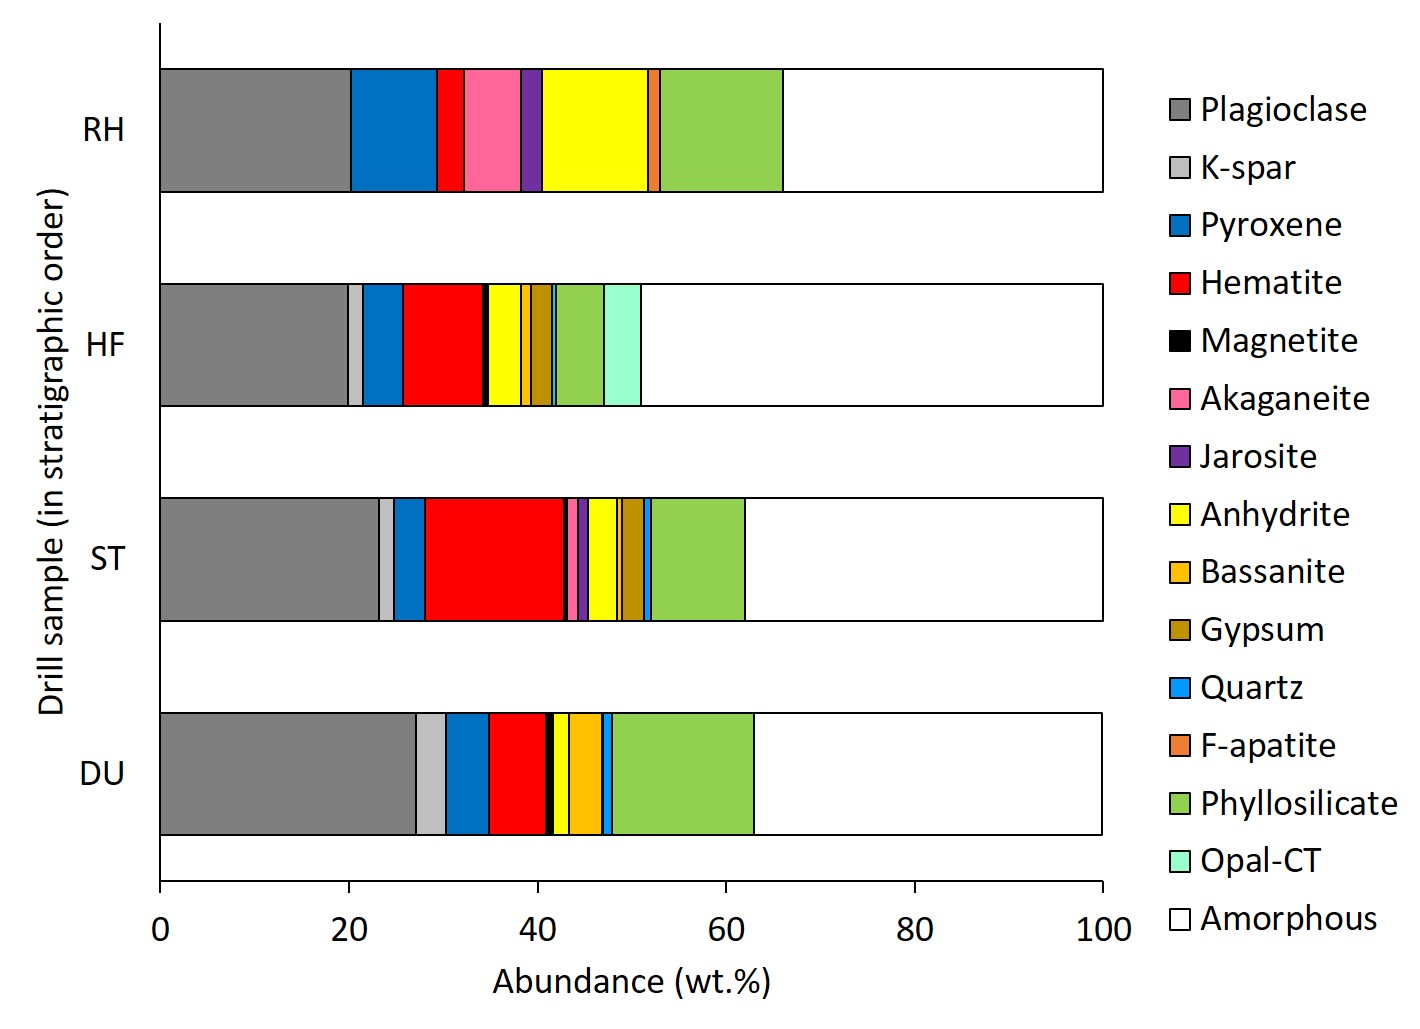 Drill sample (in stratigraphic order)
RH
HF
ST
DU
0 20 40 60 80 100
Abundance (wt.%)
Plagioclase
K-spar
Pyroxene
Hematite
Magnetite
Akaganeite
Jarosite
Anhydrite
Bassanite
Gypsum
Quartz
F-apatite
Phyllosilicate
Opal-CT
Amorphous